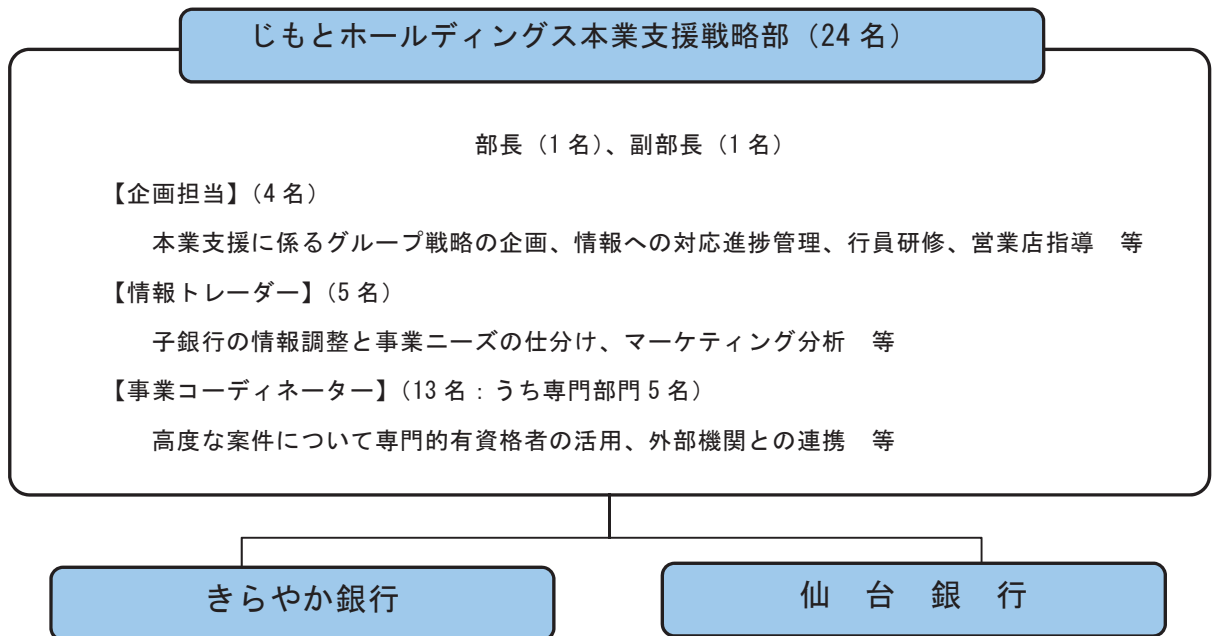 じもとホールディングス本業支援戦略部（24名）
部長（1名）、副部長（1名）
【企画担当】（4名）
本業支援に係るグループ戦略の企画、情報への対応進捗管理、行員研修、営業店指導　等
【情報トレーダー】（5名）
子銀行の情報調整と事業ニーズの仕分け、マーケティング分析　等
【事業コーディネーター】（13名：うち専門部門5名）
高度な案件について専門的有資格者の活用、外部機関との連携　等
きらやか銀行
仙　台　銀　行